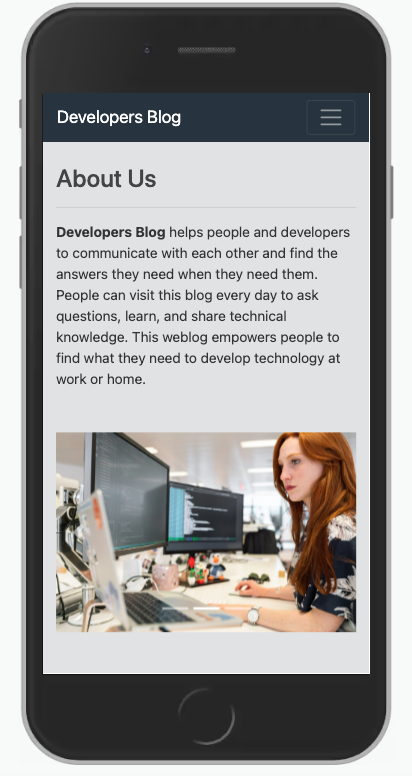 Developers Blog
About Us
Developers Blog helps people and developers
to communicate with each other and find the
answers they need when they need them.
People can visit this blog every day to ask
questions, learn, and share technical
knowledge. This weblog empowers people to
find what they need to develop technology at
work or home.